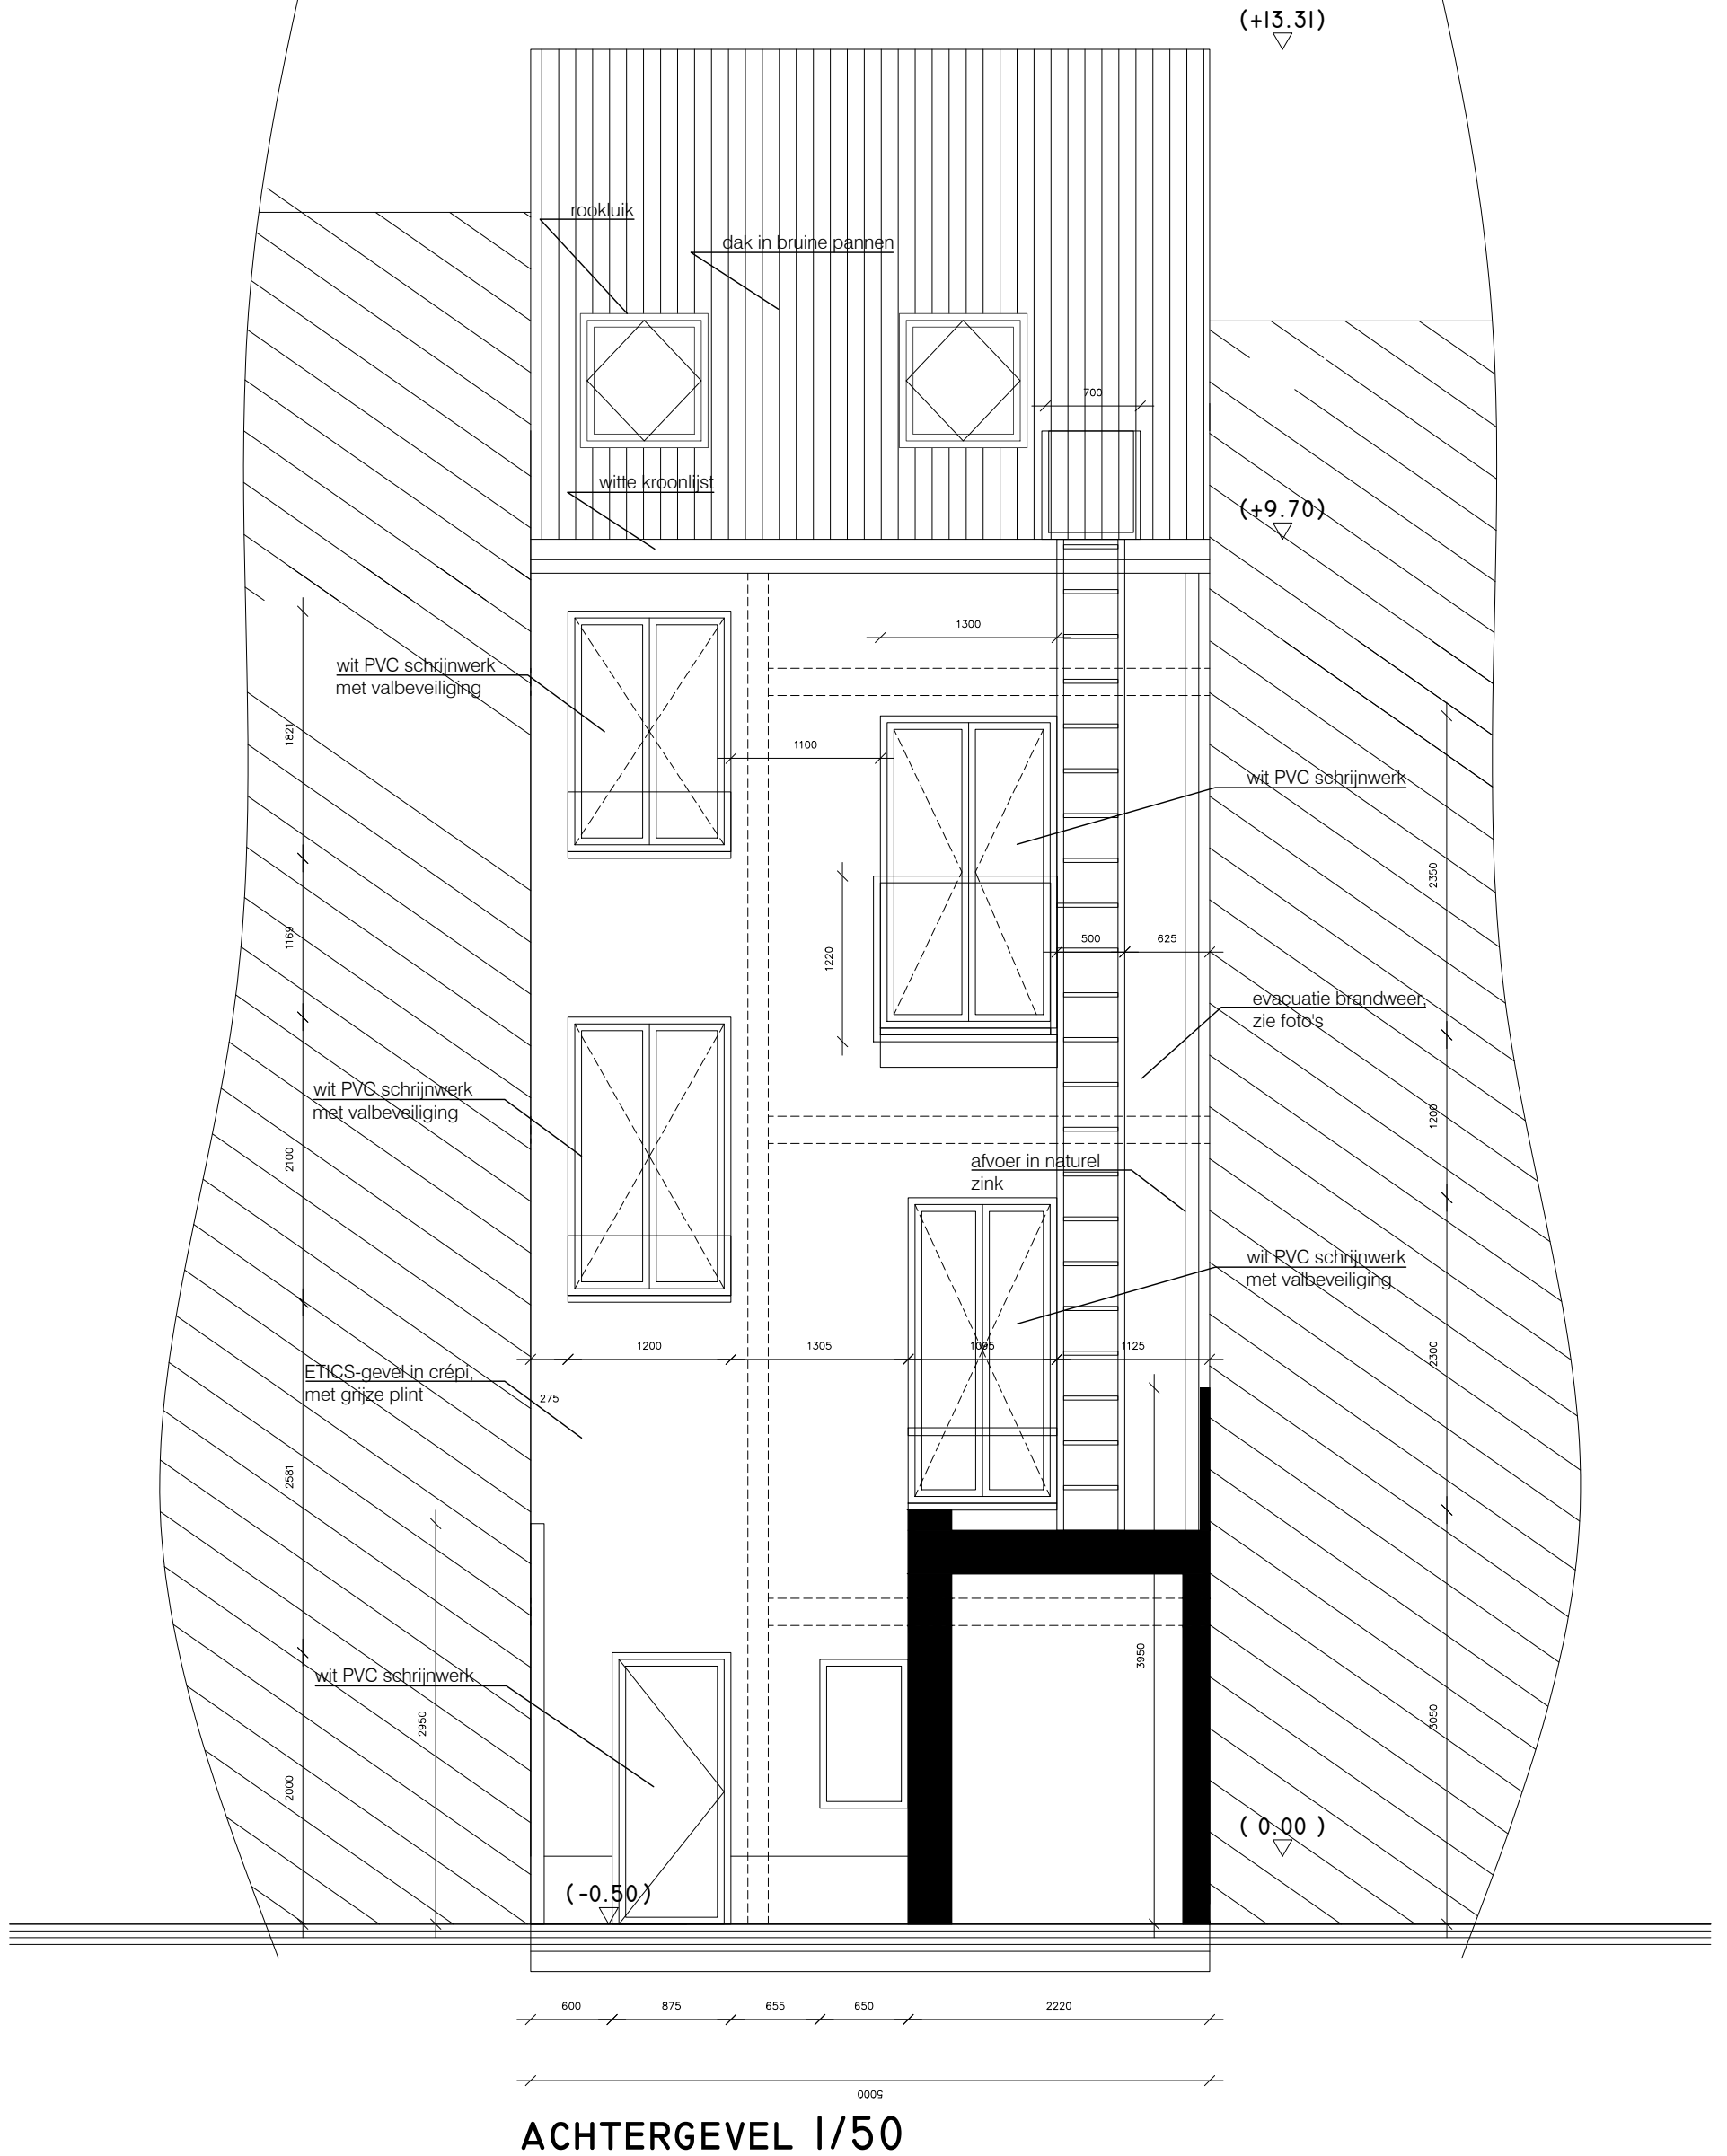 (+13.31)
rookluik
dak in bruine pannen
700
witte kroonlijst
(+9.70)
1300
wit PVC schrijnwerk
met valbeveiliging
1821
1100
wit PVC schrijnwerk
2350
1169
1220
500
625
evacuatie brandweer,
zie foto's
wit PVC schrijnwerk
met valbeveiliging
1200
2100
afvoer in naturel
zink
wit PVC schrijnwerk
met valbeveiliging
1200
1305
1095
1125
2300
ETICS-gevel in crépi,
met grijze plint
275
2581
3950
wit PVC schrijnwerk
2950
3050
2000
( 0.00 )
(-0.50)
600
875
655
650
2220
5000
ACHTERGEVEL 1/50